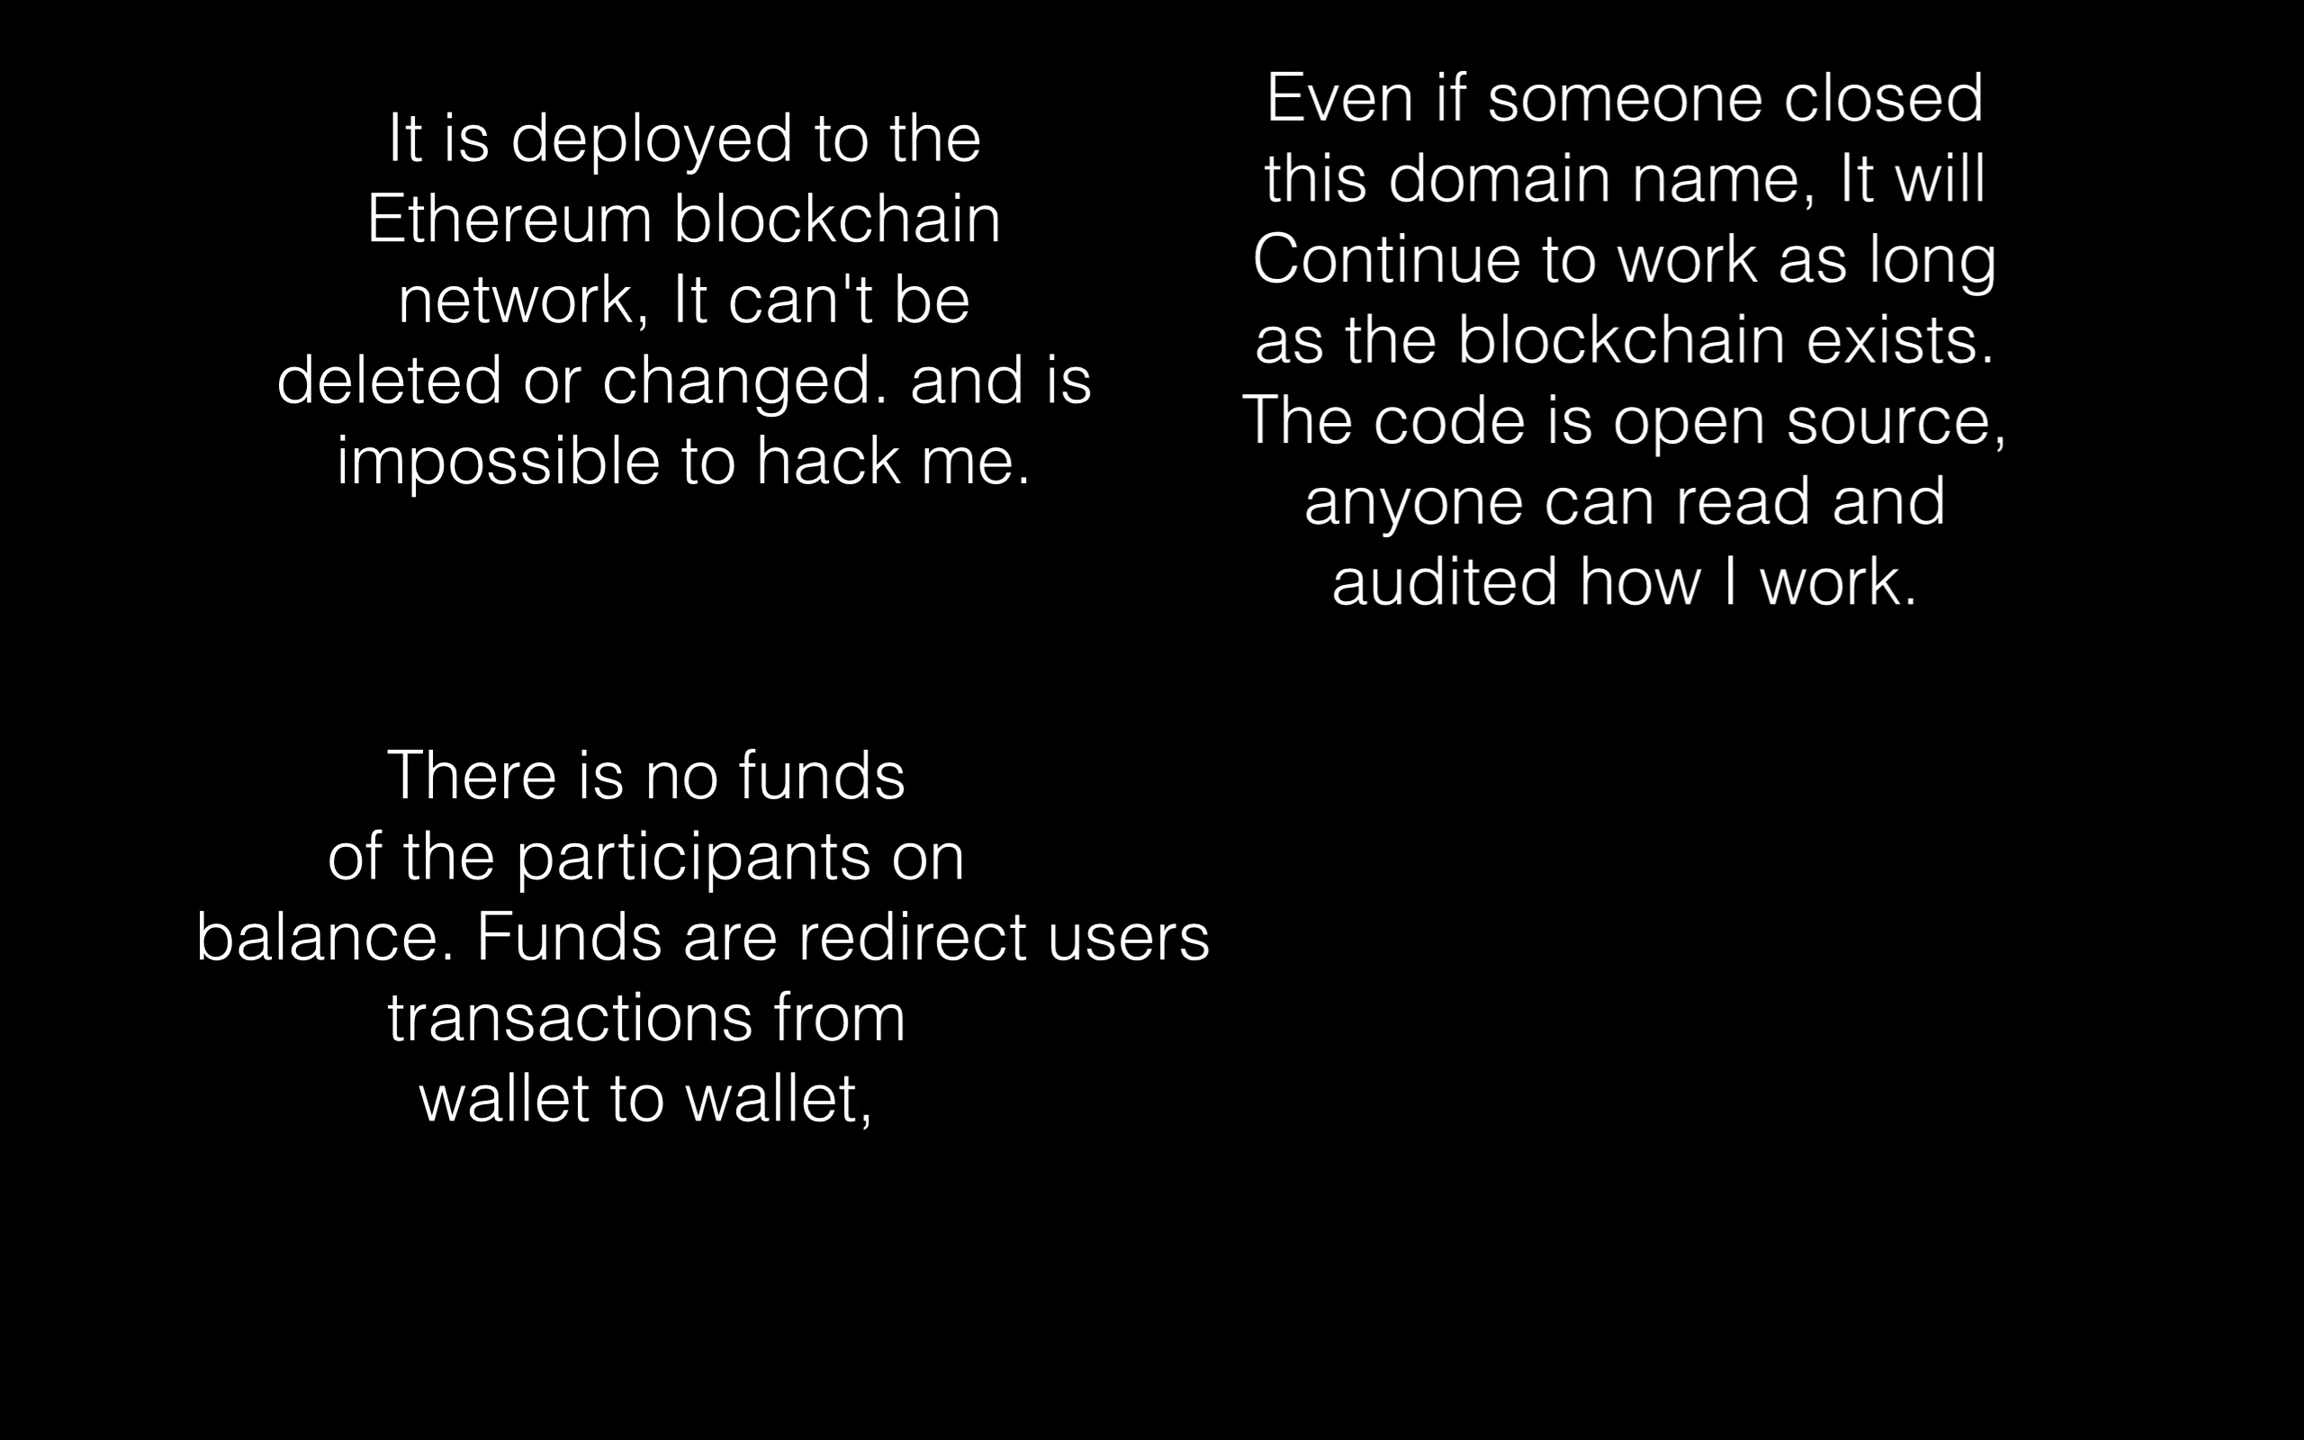 It is deployed to the
Ethereum blockchain
network, It can't be
deleted or changed. and is
impossible to hack me.
Even if someone closed
this domain name, It will
Continue to work as long
as the blockchain exists.
The code is open source,
anyone can read and
audited how I work.
There is no funds
of the participants on
balance. Funds are redirect users
transactions from
wallet to wallet,